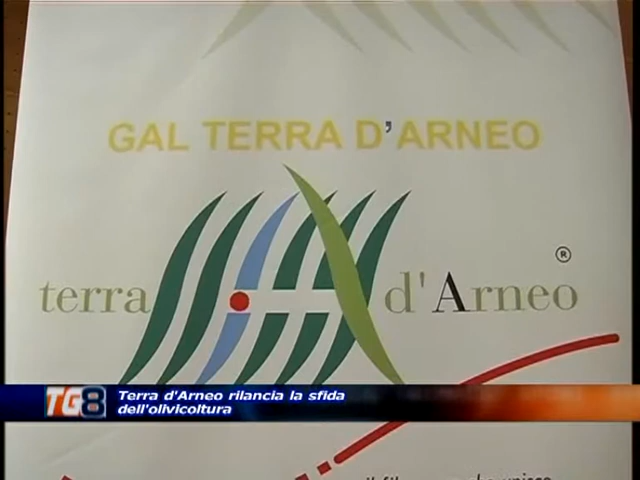 GAL TERRA D'ARNEO
terra d'Arneo ®
TG8 Terra d'Arneo rilancia la sfida
dell'olivicoltura